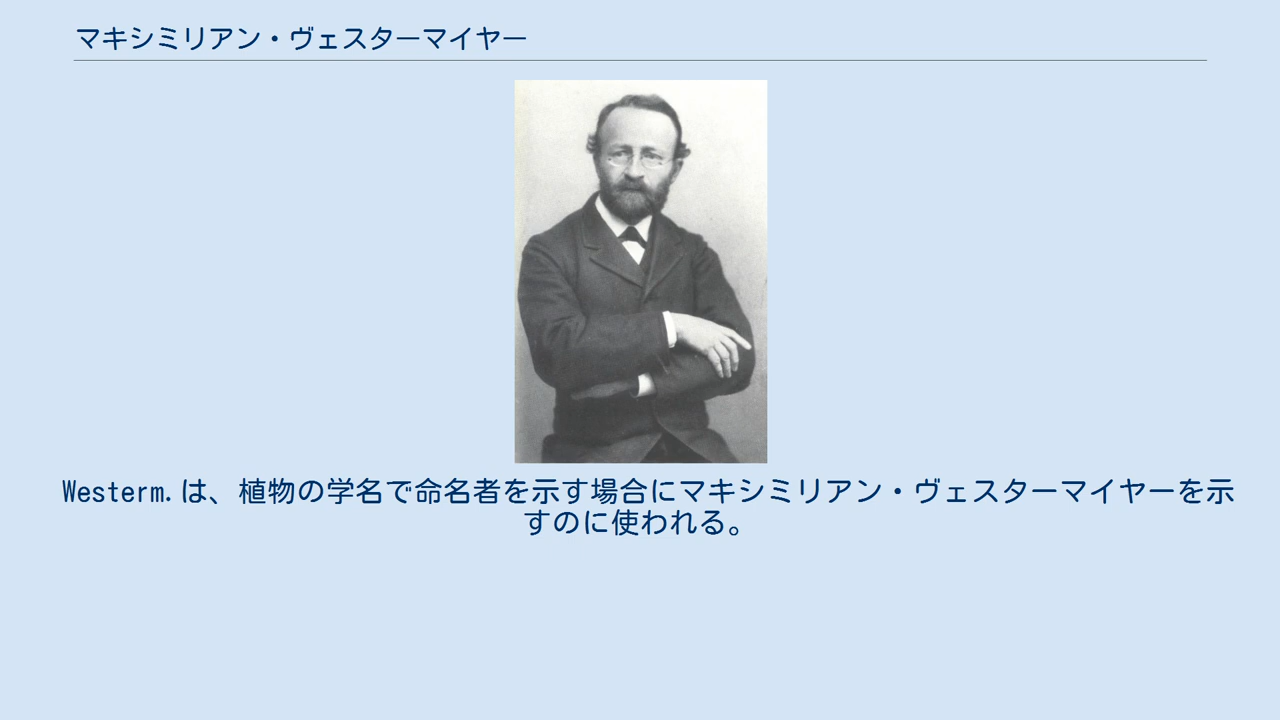 マキシミリアン・ヴェスターマイヤー
Westerm.は、植物の学名で命名者を示す場合にマキシミリアン・ヴェスターマイヤーを示
すのに使われる。